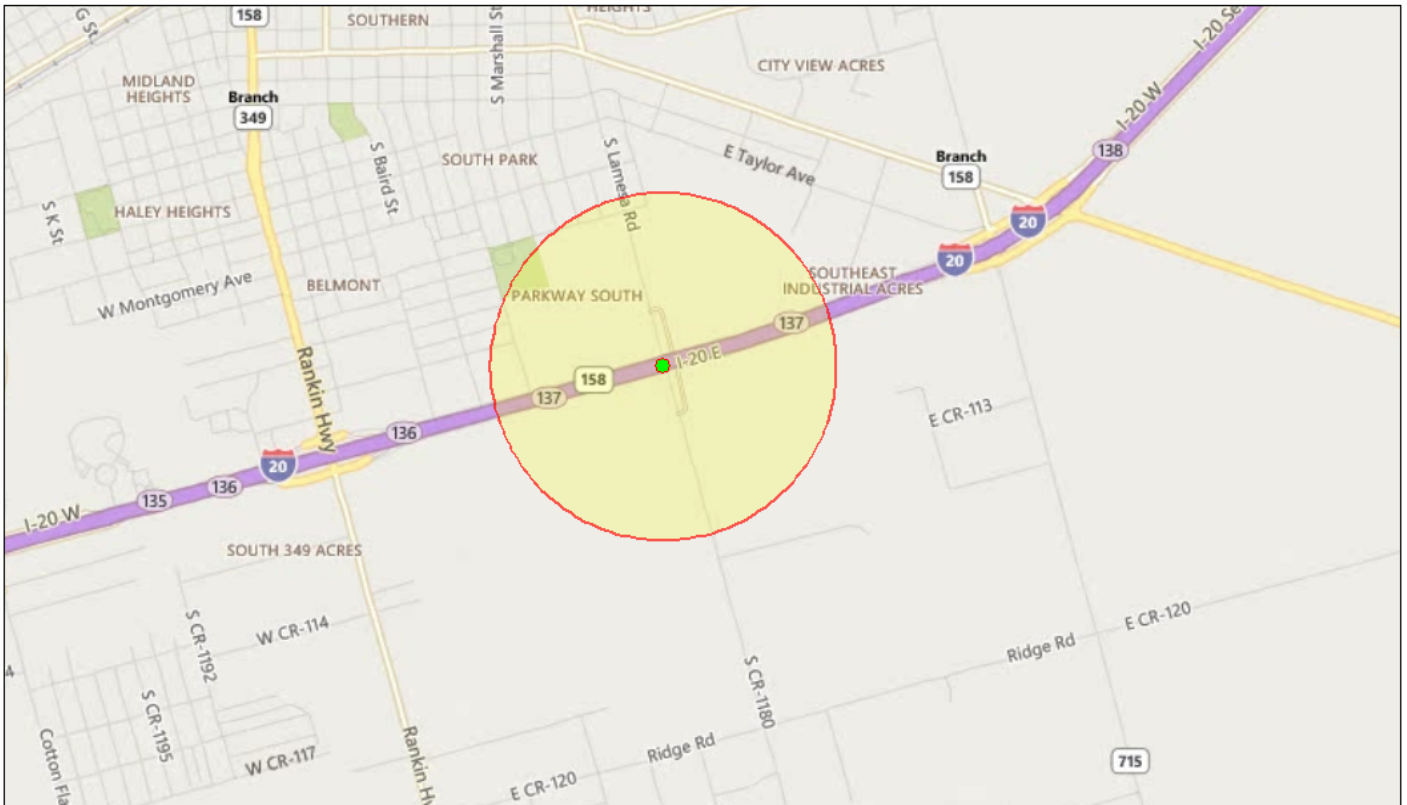 G St.
158
SOUTHERN
S Marshall St
HEIGHTS
I-20 Se
CITY VIEW ACRES
MIDLAND
HEIGHTS
Branch
349
I-20 W
138
S Baird St
SOUTH PARK
S Lamesa Rd
E Taylor Ave
Branch
158
S K St
HALEY HEIGHTS
20
20
W Montgomery Ave
BELMONT
PARKWAY SOUTH
SOUTHEAST
INDUSTRIAL ACRES
137
Rankin Hwy
I-20 E
158
137
E CR-113
136
20
136
135
I-20 W
SOUTH 349 ACRES
S CR-1192
W CR-114
E CR-120
Ridge Rd
4
S CR-1180
S CR-1195
Cotton Fla
W CR-117
Rankin Hw
Ridge Rd
E CR-120
715